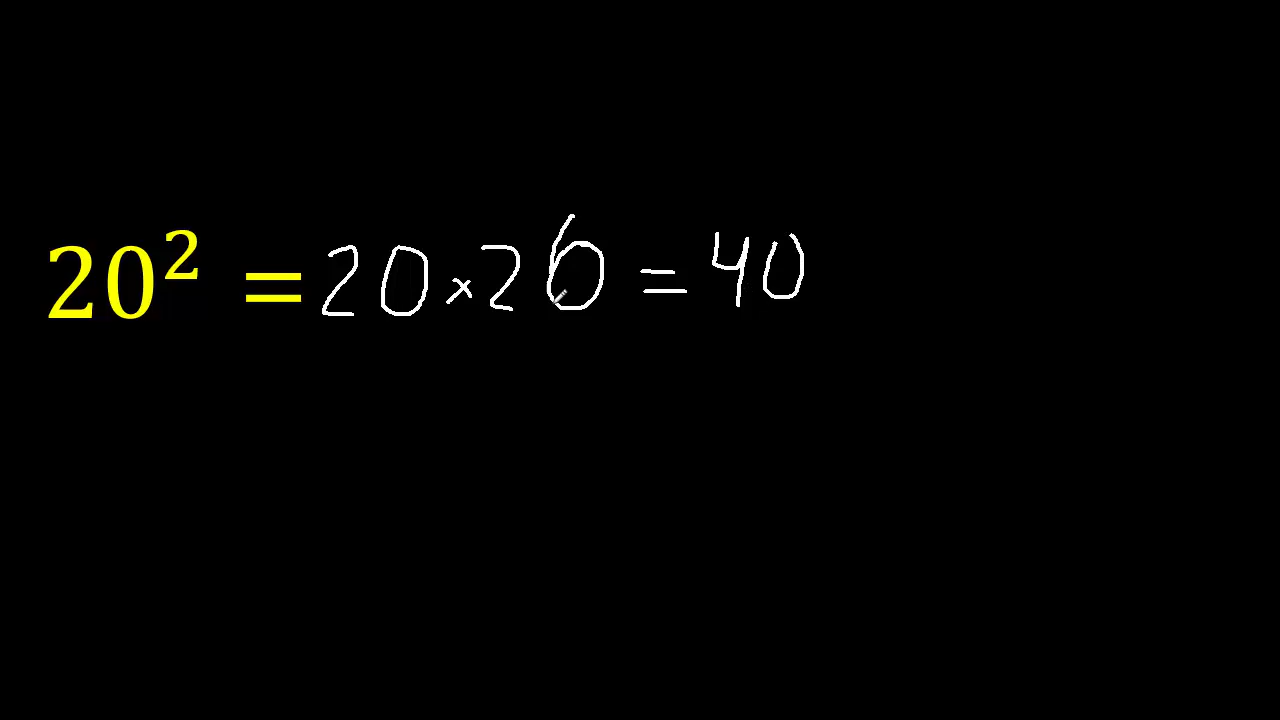 20² = 20 × 20 = 40